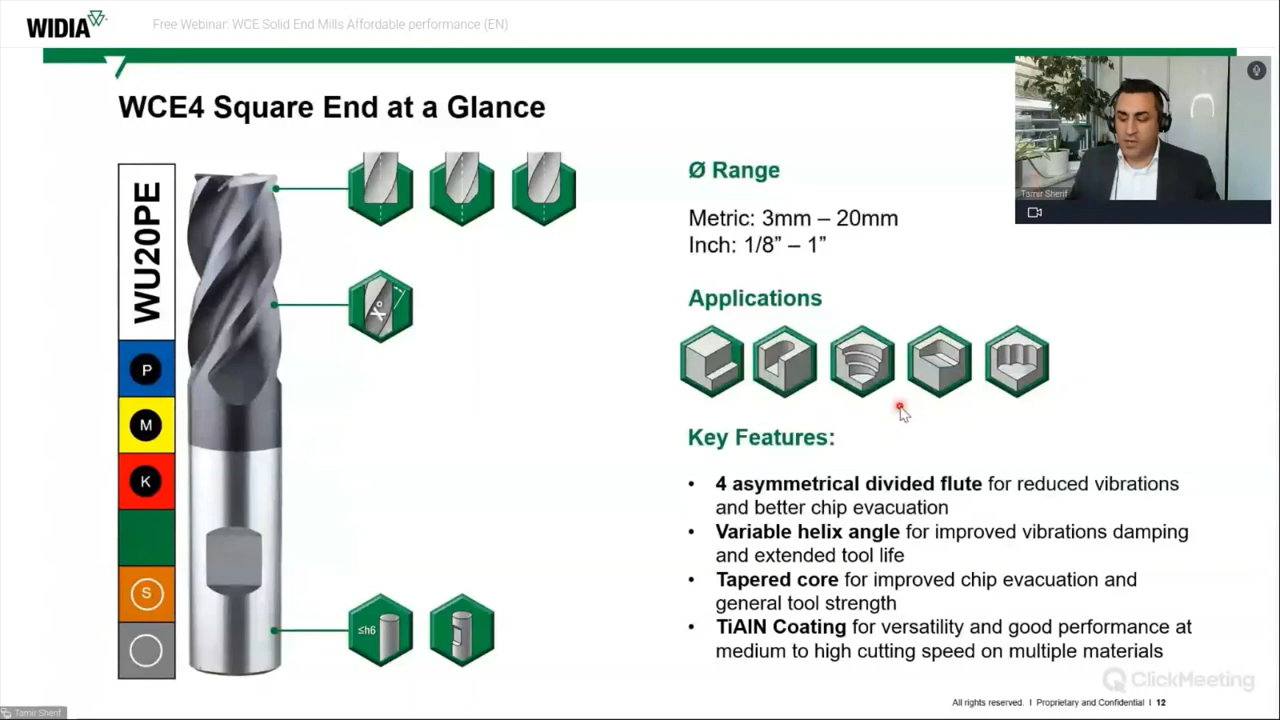 WIDIA
Free Webinar: WCE Solid End Mills Affordable performance (EN)
WCE4 Square End at a Glance
WU20PE
P
M
K
S
X°
≤h6
Ø Range
Metric: 3mm – 20mm
Inch: 1/8” – 1”
Applications
Key Features:
• 4 asymmetrical divided flute for reduced vibrations
and better chip evacuation
• Variable helix angle for improved vibrations damping
and extended tool life
• Tapered core for improved chip evacuation and
general tool strength
• TiAlN Coating for versatility and good performance at
medium to high cutting speed on multiple materials
Tamir Sherif
ClickMeeting
All rights reserved. I Proprietary and Confidential I 12
Tamir Sherif